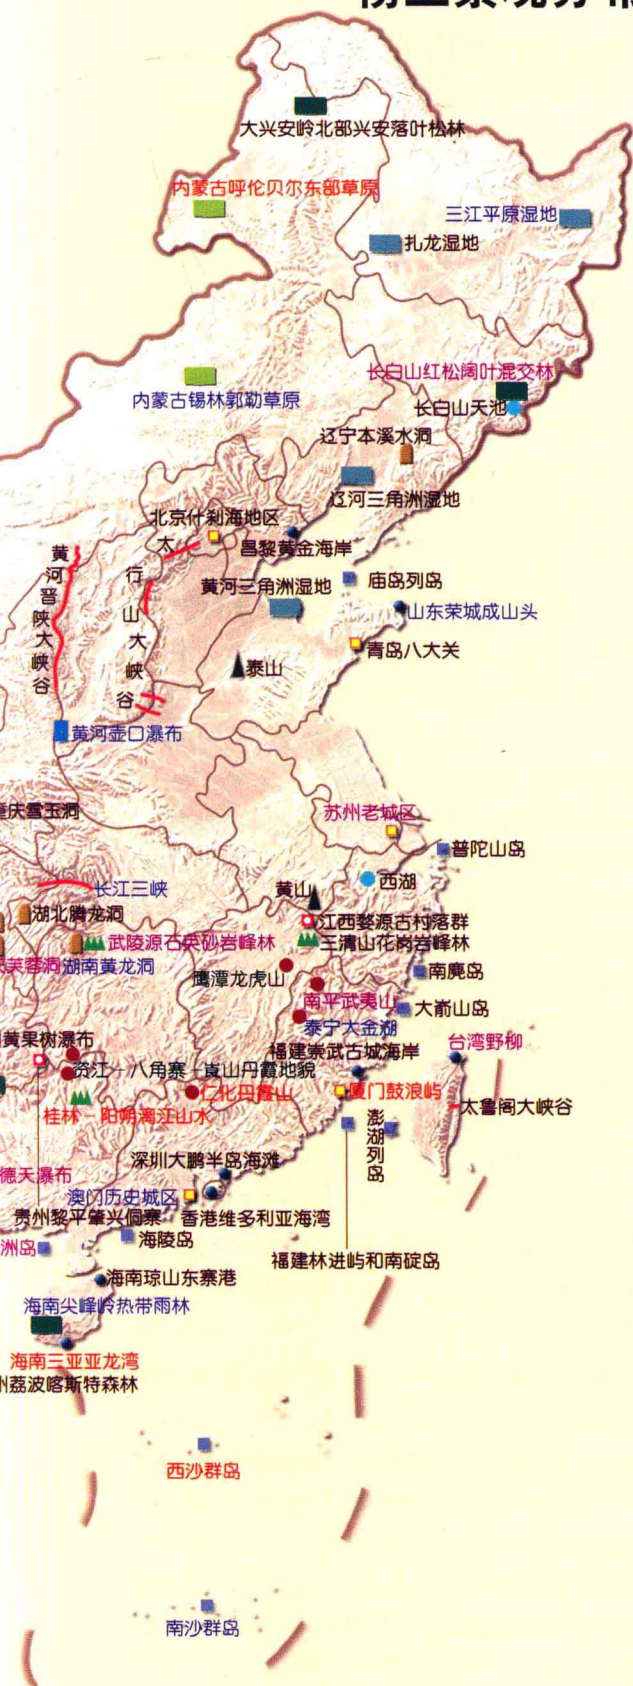 大兴安岭北部兴安落叶松林
内蒙古呼伦贝尔东部草原
三江平原湿地
扎龙湿地
长白山红松阔叶混交林
内蒙古锡林郭勒草原
长白山天池
辽宁本溪水洞
辽河三角洲湿地
北京什刹海地区
太行山大峡谷
昌黎黄金海岸
黄河晋陕大峡谷
黄河三角洲湿地
庙岛列岛
山东荣城成山头
青岛八大关
泰山
黄河壶口瀑布
庆雪玉洞
苏州老城区
普陀山岛
西湖
长江三峡
黄山
湖北腾龙洞
江西婺源古村落群
武陵源石英砂岩峰林
三清山花岗岩峰林
芙蓉洞
湖南黄龙洞
鹰潭龙虎山
南麂岛
南平武夷山
大嵛山岛
泰宁大金湖
黄果树瀑布
福建崇武古城海岸
台湾野柳
资江－八角寨－崀山丹霞地貌
仁化丹霞山
厦门鼓浪屿
太鲁阁大峡谷
桂林－阳朔漓江山水
澎湖列岛
深圳大鹏半岛海滩
德天瀑布
澳门历史城区
贵州黎平肇兴侗寨
香港维多利亚海湾
洲岛
海陵岛
福建林进屿和南碇岛
海南琼山东寨港
海南尖峰岭热带雨林
海南三亚亚龙湾
州荔波喀斯特森林
西沙群岛
南沙群岛